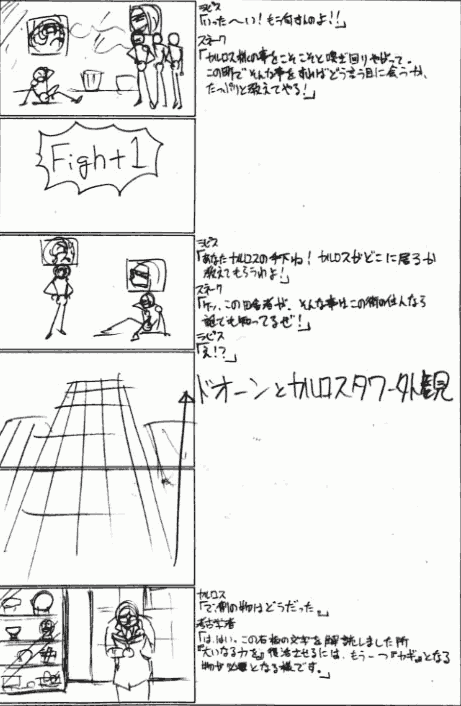 ラピス
「いった〜い!もう何すんのよ!!」
スネーク
「カルロス様の事をこそこそと嗅ぎ回りやがって。
この町でそんな事をすればどう言う目に会うか、
たっぷりと教えてやる!」
Fight 1
ラピス
「あなたカルロスの手下ね!カルロスがどこに居るか
教えてもらうわよ!」
スネーク
この田舎者が、そんな事はこの街の住人なら
誰でも知ってるぜ!」
ラピス
「え!?」
ドオーンとカルロスタワー外観
カルロス
「で、例の物はどうだった。」
考古学者
「は、はい、この石板の文字を解読しました所
『大いなる力を』復活させるには、もう一つ『カギ』となる
物が必要となる様です。」